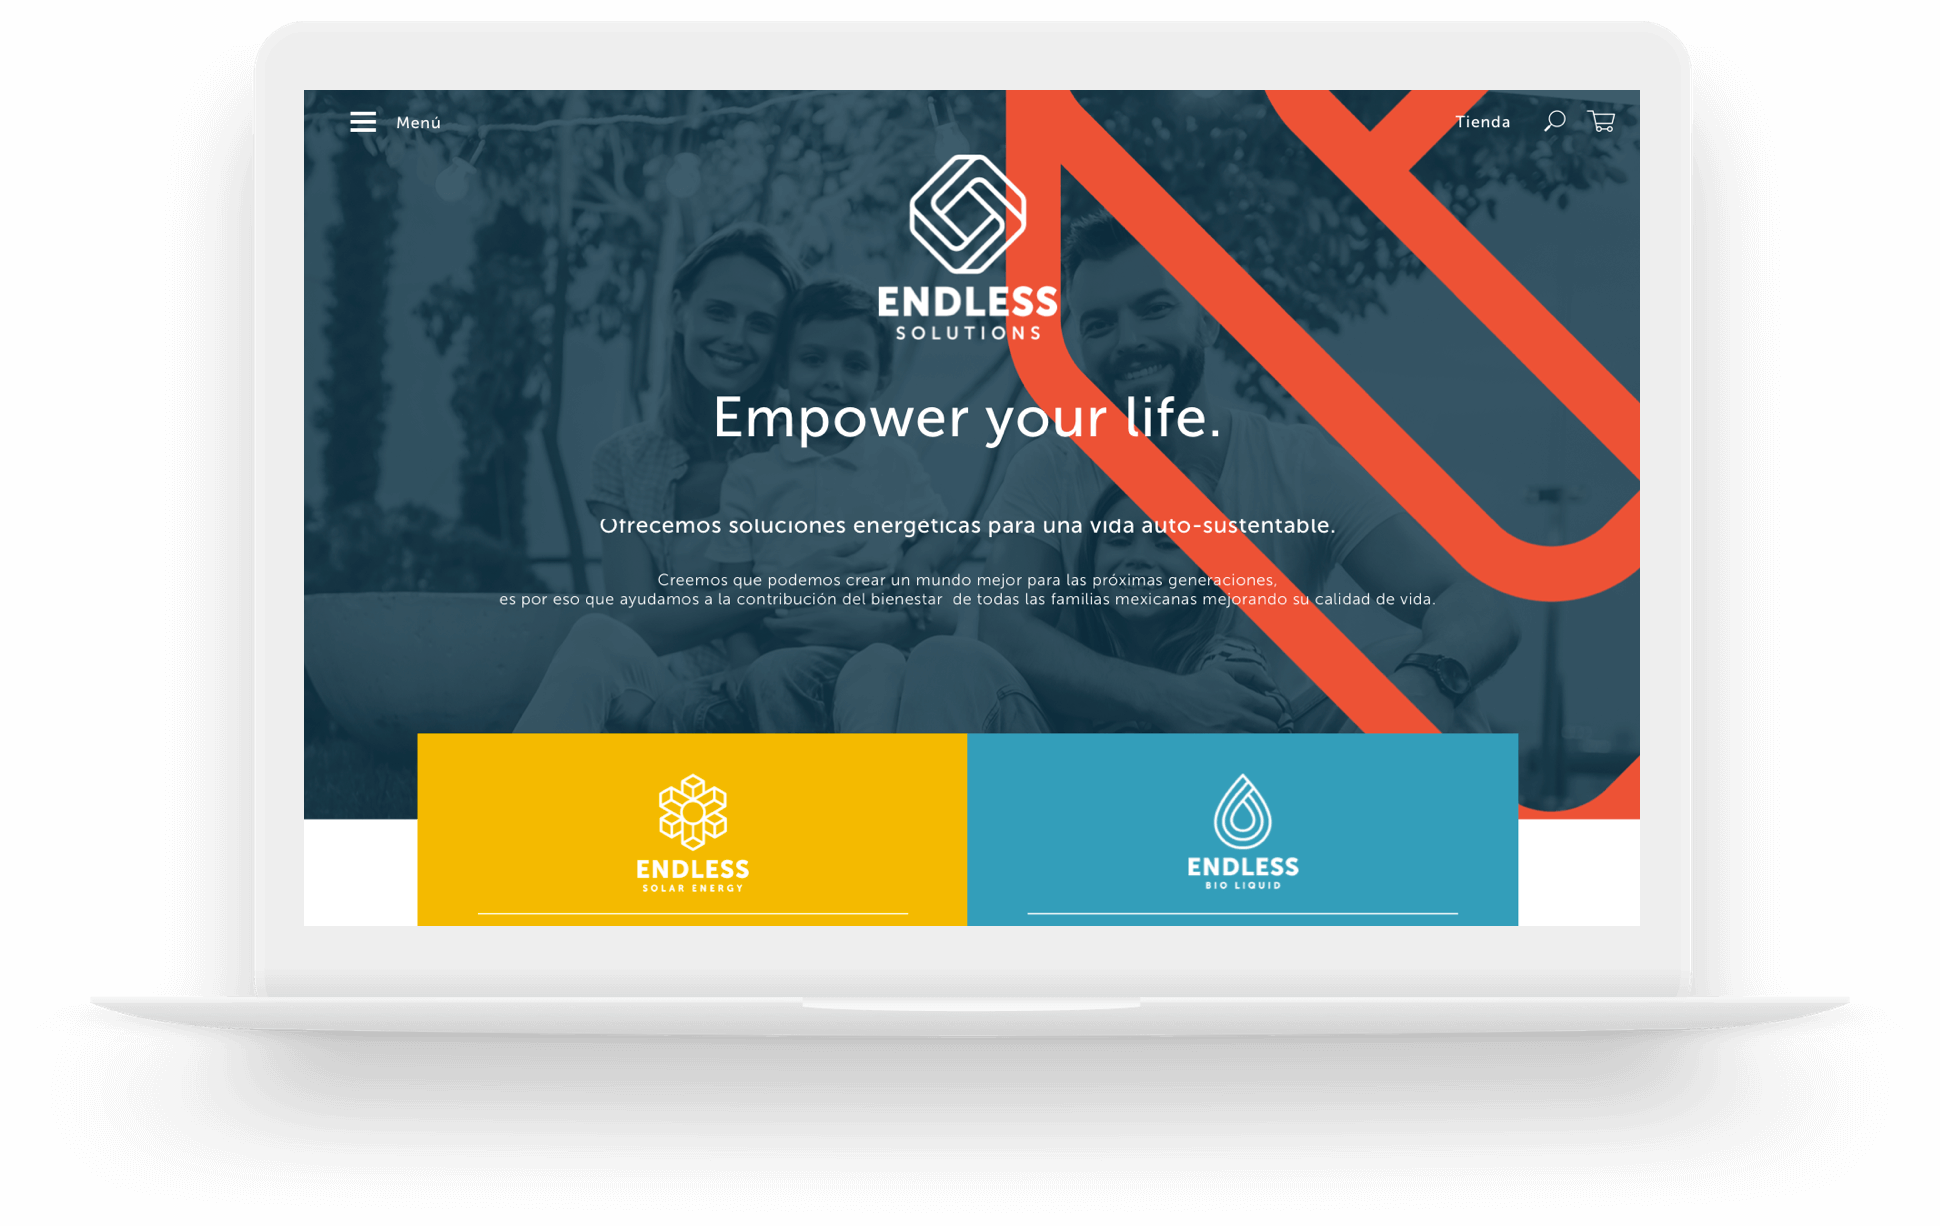 Menú
Tienda
ENDLESS
SOLUTIONS
Empower your life.
Ofrecemos soluciones energéticas para una vida auto-sustentable.
Creemos que podemos crear un mundo mejor para las próximas generaciones,
es por eso que ayudamos a la contribución del bienestar de todas las familias mexicanas mejorando su calidad de vida.
ENDLESS
SOLAR ENERGY
ENDLESS
BIO LIQUID